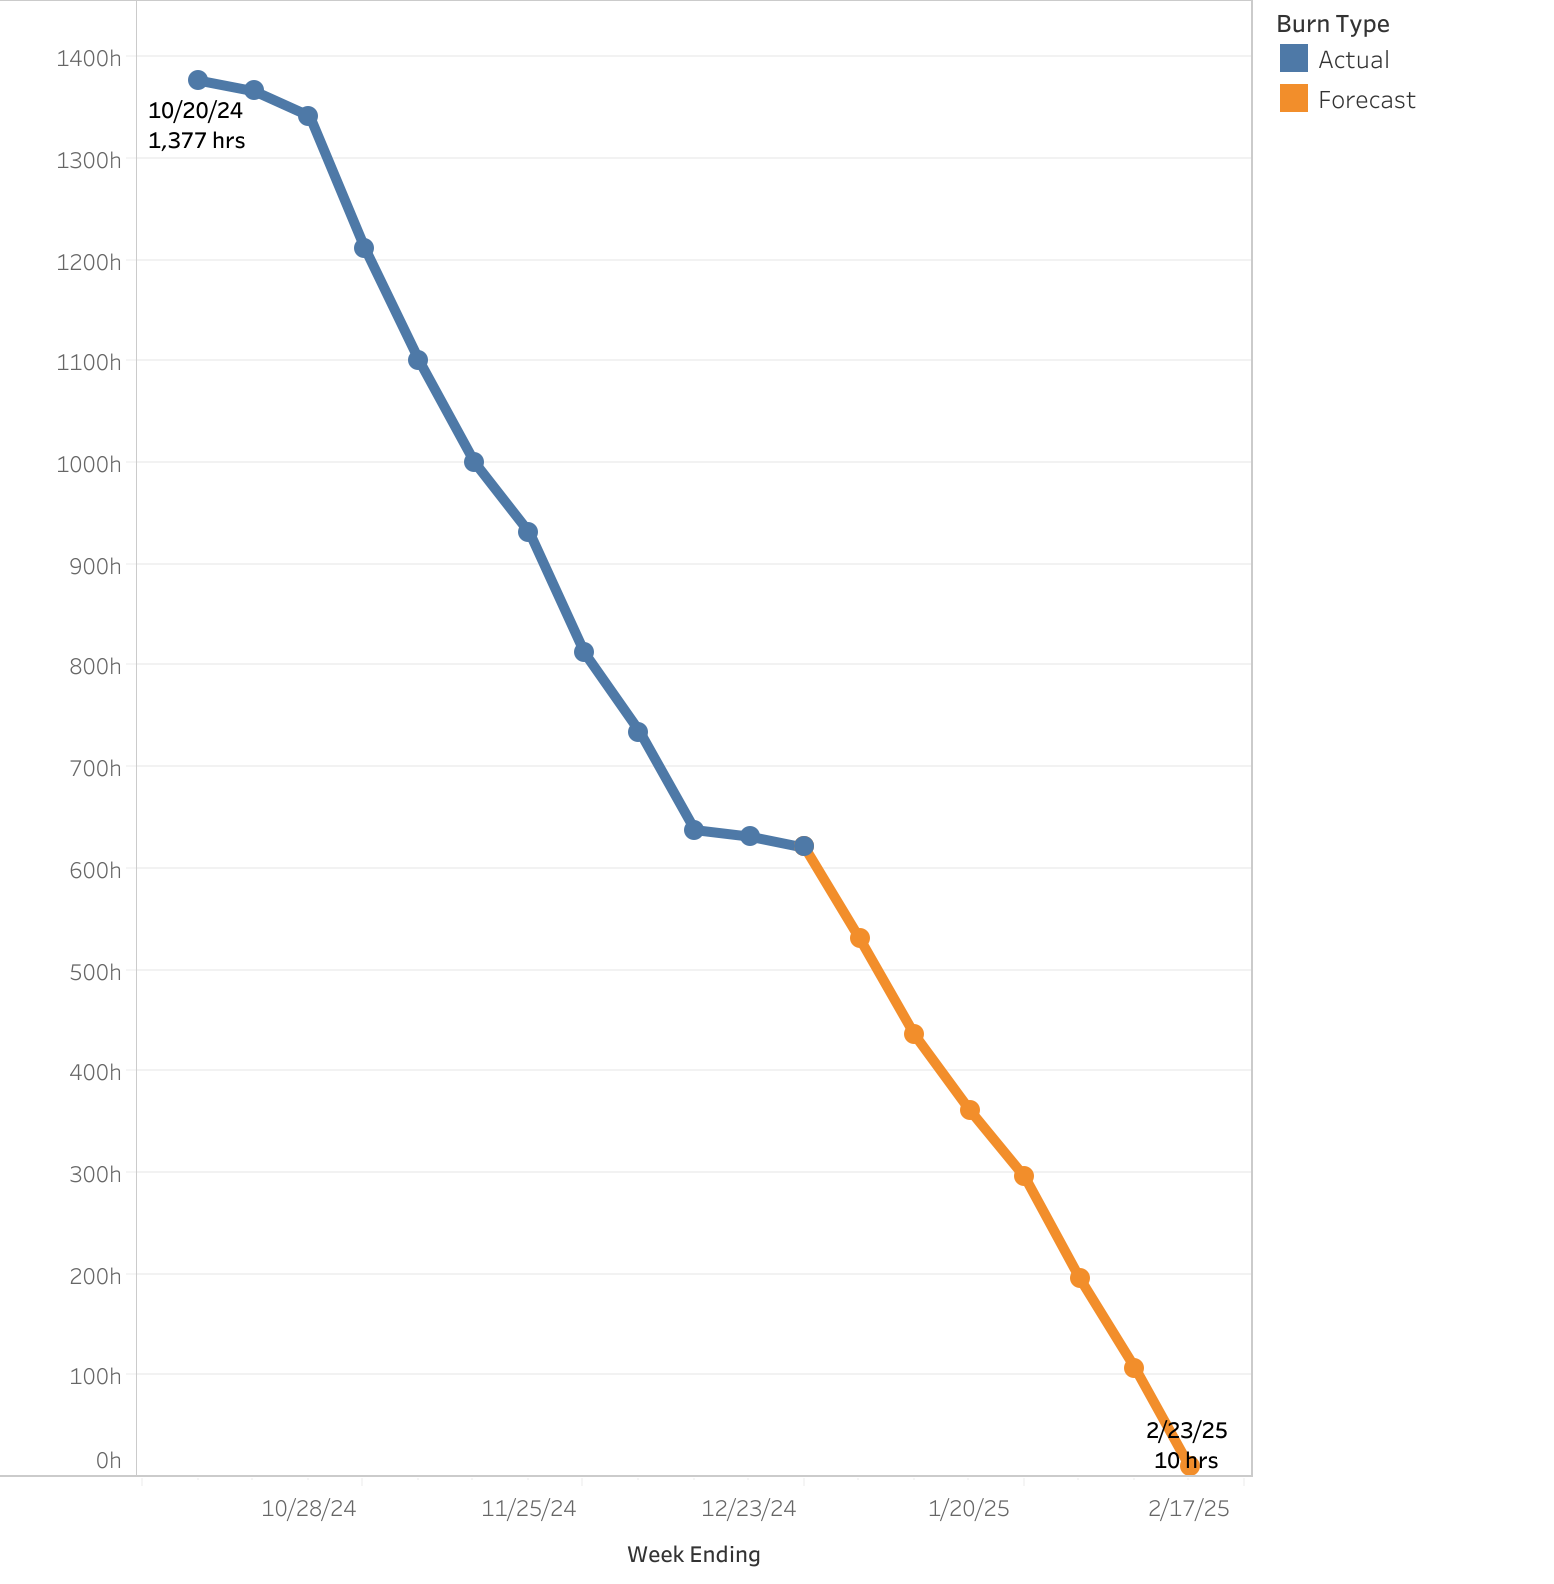 Burn Type
Actual
Forecast
1400h
1300h
1200h
1100h
1000h
900h
800h
700h
600h
500h
400h
300h
200h
100h
0h
10/20/24
1,377 hrs
2/23/25
10 hrs
10/28/24
11/25/24
12/23/24
1/20/25
2/17/25
Week Ending